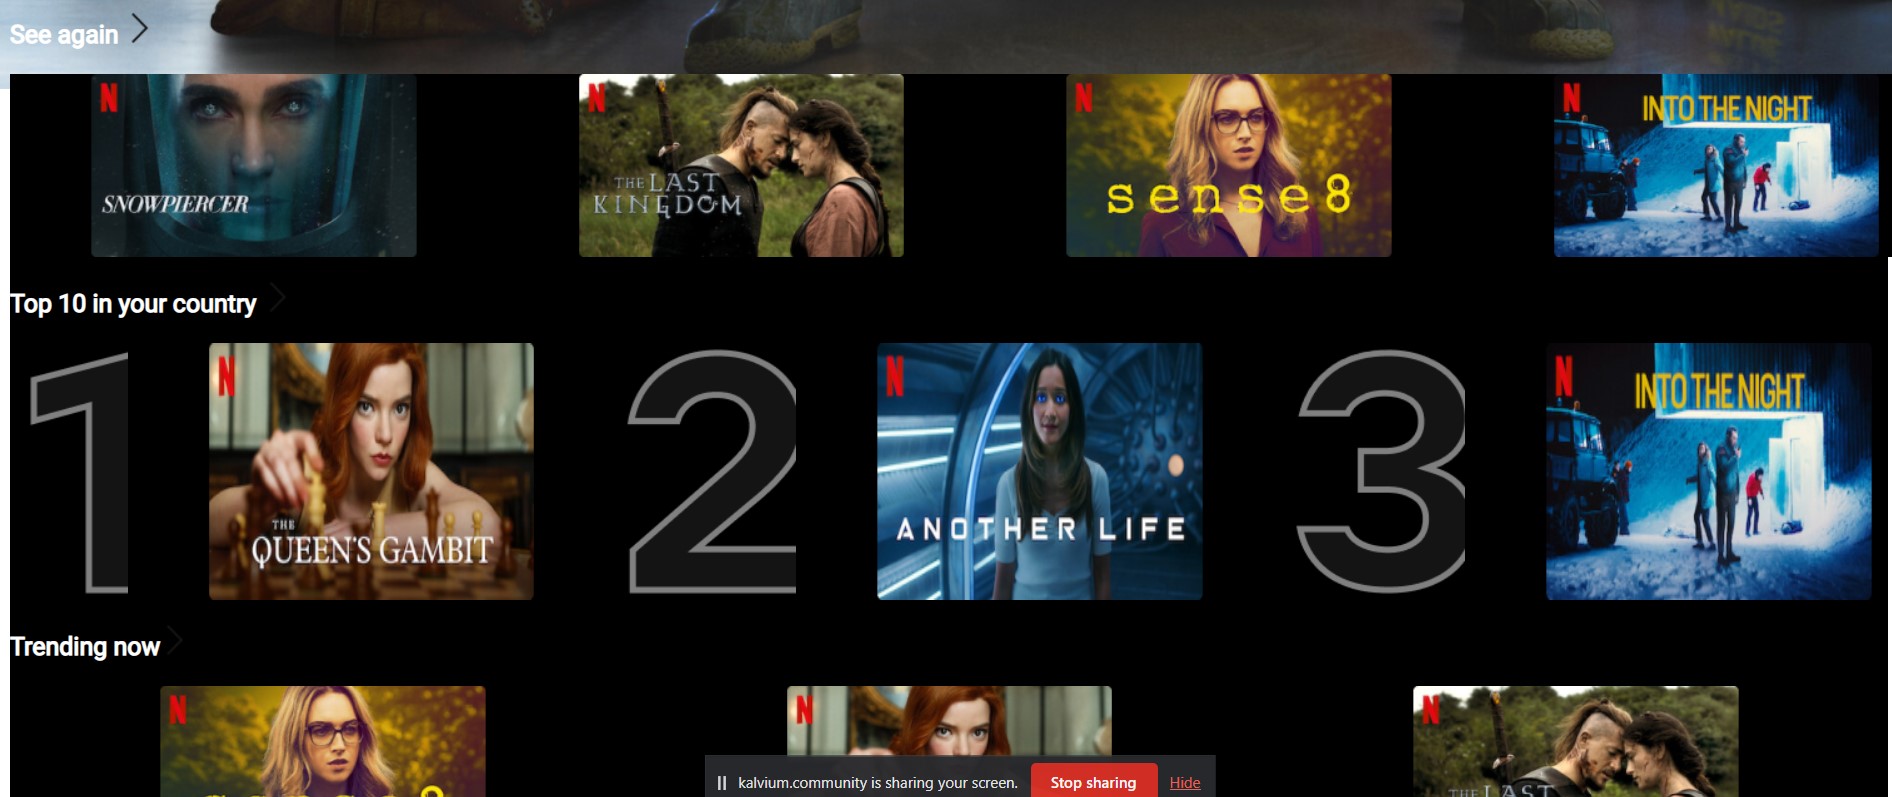 See again
N
SNOWPIERCER
N
THE LAST
KINGDOM
N
sense8
N
INTO THE NIGHT
Top 10 in your country
1
N
THE
QUEEN'S GAMBIT
2
N
ANOTHER LIFE
3
N
INTO THE NIGHT
Trending now
N
N
N
THE LAST
kalvium.community is sharing your screen.
Stop sharing
Hide